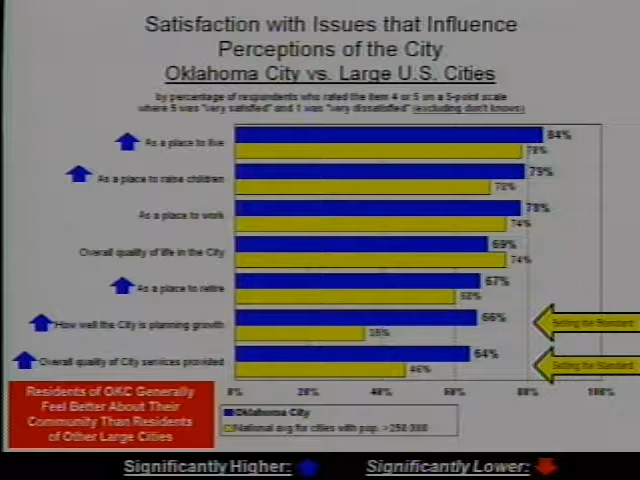 Satisfaction with Issues that Influence
Perceptions of the City
Oklahoma City vs. Large U.S. Cities
by percentage of respondents who rated the item 4 or 5 on a 5-point scale
where 5 was "very satisfied" and 1 was "very dissatisfied" (excluding don't knows)
As a place to live
84%
78%
As a place to raise children
79%
70%
As a place to work
78%
74%
Overall quality of life in the City
69%
74%
As a place to retire
67%
60%
How well the City is planning growth
66%
35%
Setting the Standard
Overall quality of City services provided
64%
46%
Setting the Standard
0%
20%
40%
60%
80%
100%
Residents of OKC Generally
Feel Better About Their
Community Than Residents
of Other Large Cities
Oklahoma City
National avg for cities with pop. >250,000
Significantly Higher:
Significantly Lower: